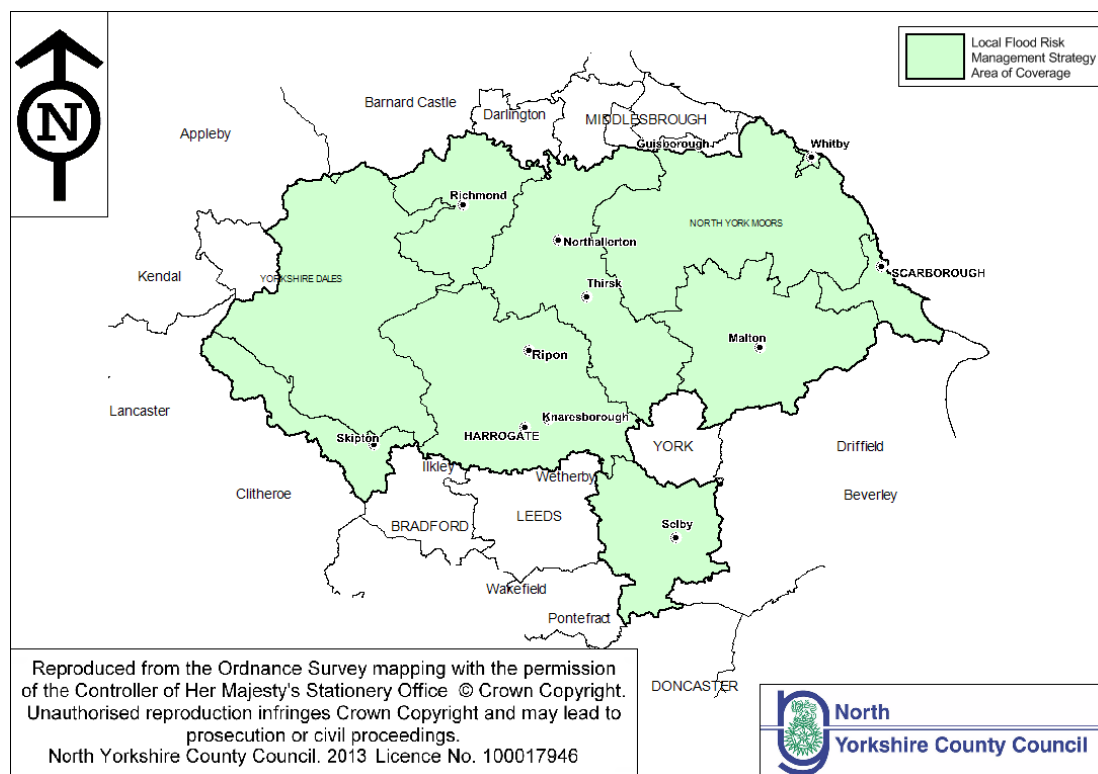 N
Local Flood Risk
Management Strategy
Area of Coverage
Barnard Castle
Darlington
MIDDLESBROUGH
Appleby
Guisborough
Whitby
Richmond
NORTH YORK MOORS
Northallerton
SCARBOROUGH
Kendal
YORKSHIRE DALES
Thirsk
Malton
Ripon
Lancaster
Knaresborough
HARROGATE
Skipton
YORK
Driffield
Ilkley
Wetherby
Clitheroe
Beverley
LEEDS
BRADFORD
Selby
Wakefield
Pontefract
DONCASTER
Reproduced from the Ordnance Survey mapping with the permission
of the Controller of Her Majesty's Stationery Office © Crown Copyright.
Unauthorised reproduction infringes Crown Copyright and may lead to
prosecution or civil proceedings.
North Yorkshire County Council. 2013 Licence No. 100017946
North
Yorkshire County Council